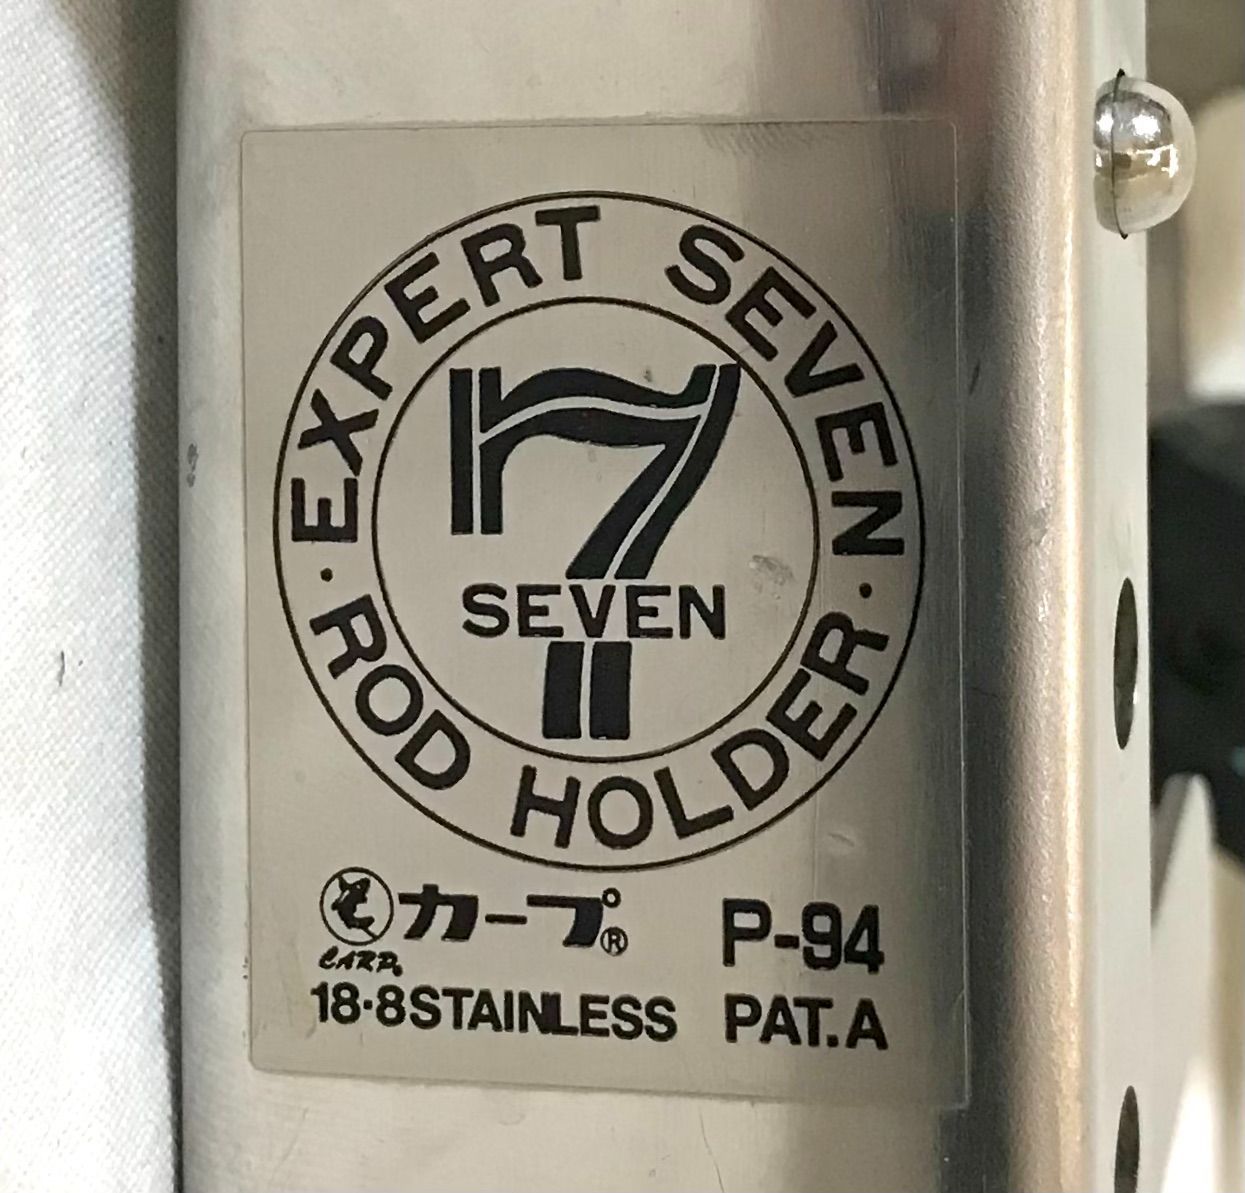 EXPERT SEVEN
7
SEVEN
· ROD HOLDER ·
カープ® P-94
CARP®
18·8STAINLESS PAT.A